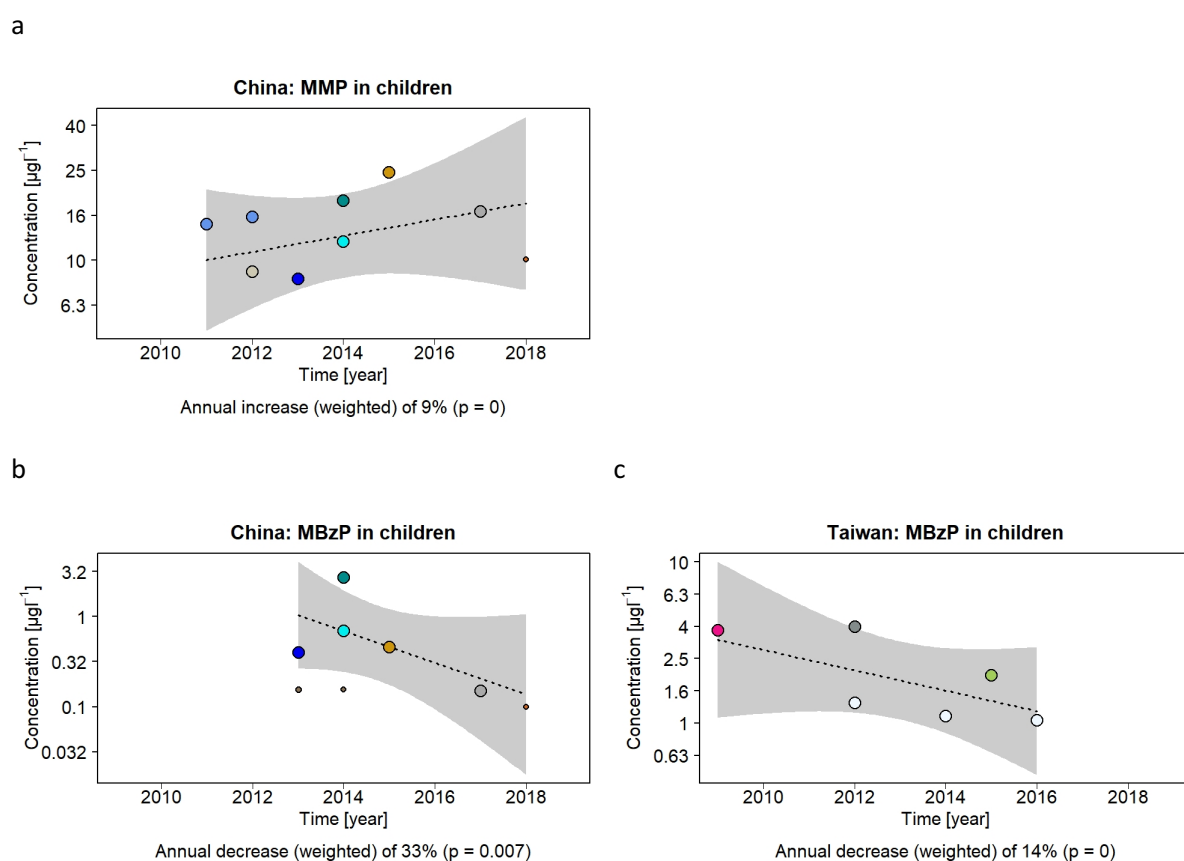 a
China: MMP in children
Concentration [µgl⁻¹]
40
25
16
10
6.3
2010 2012 2014 2016 2018
Time [year]
Annual increase (weighted) of 9% (p = 0)
b
China: MBzP in children
Concentration [µgl⁻¹]
3.2
1
0.32
0.1
0.032
2010 2012 2014 2016 2018
Time [year]
Annual decrease (weighted) of 33% (p = 0.007)
c
Taiwan: MBzP in children
Concentration [µgl⁻¹]
10
6.3
4
2.5
1.6
1
0.63
2010 2012 2014 2016 2018
Time [year]
Annual decrease (weighted) of 14% (p = 0)